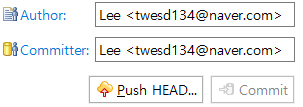 Author: Lee <twesd134@naver.com>
Committer: Lee <twesd134@naver.com>
Push HEAD... Commit